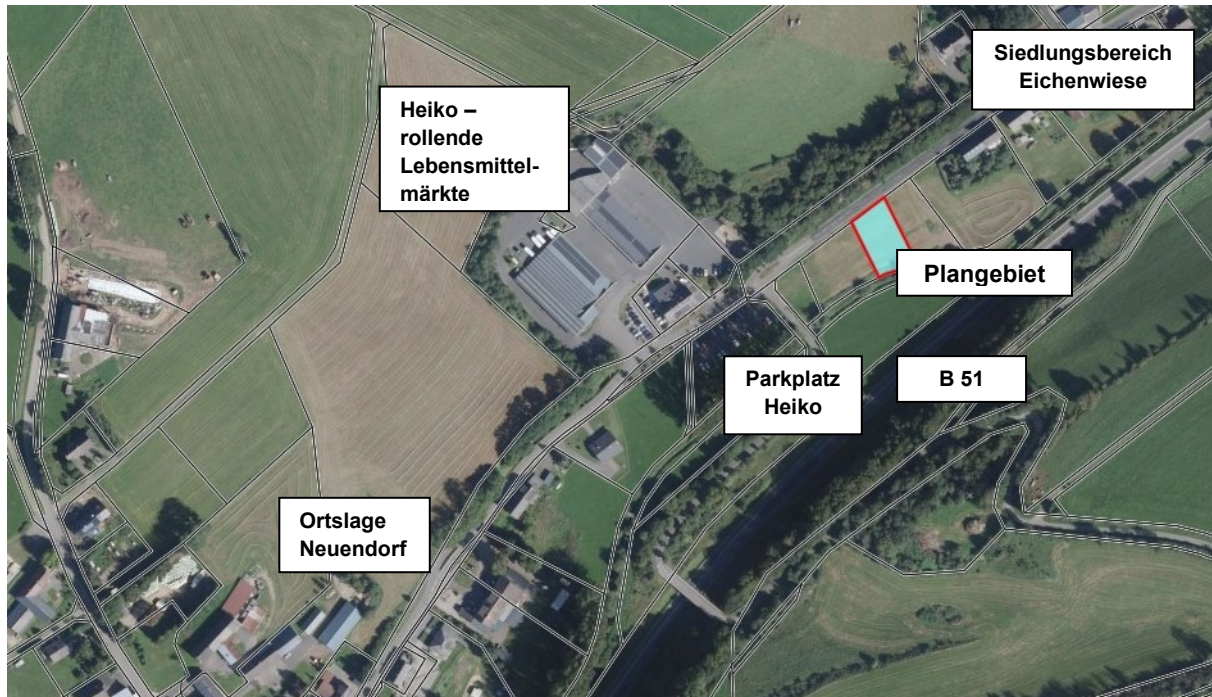 Siedlungsbereich
Eichenwiese
Heiko –
rollende
Lebensmittel-
märkte
Plangebiet
Parkplatz
Heiko
B 51
Ortslage
Neuendorf